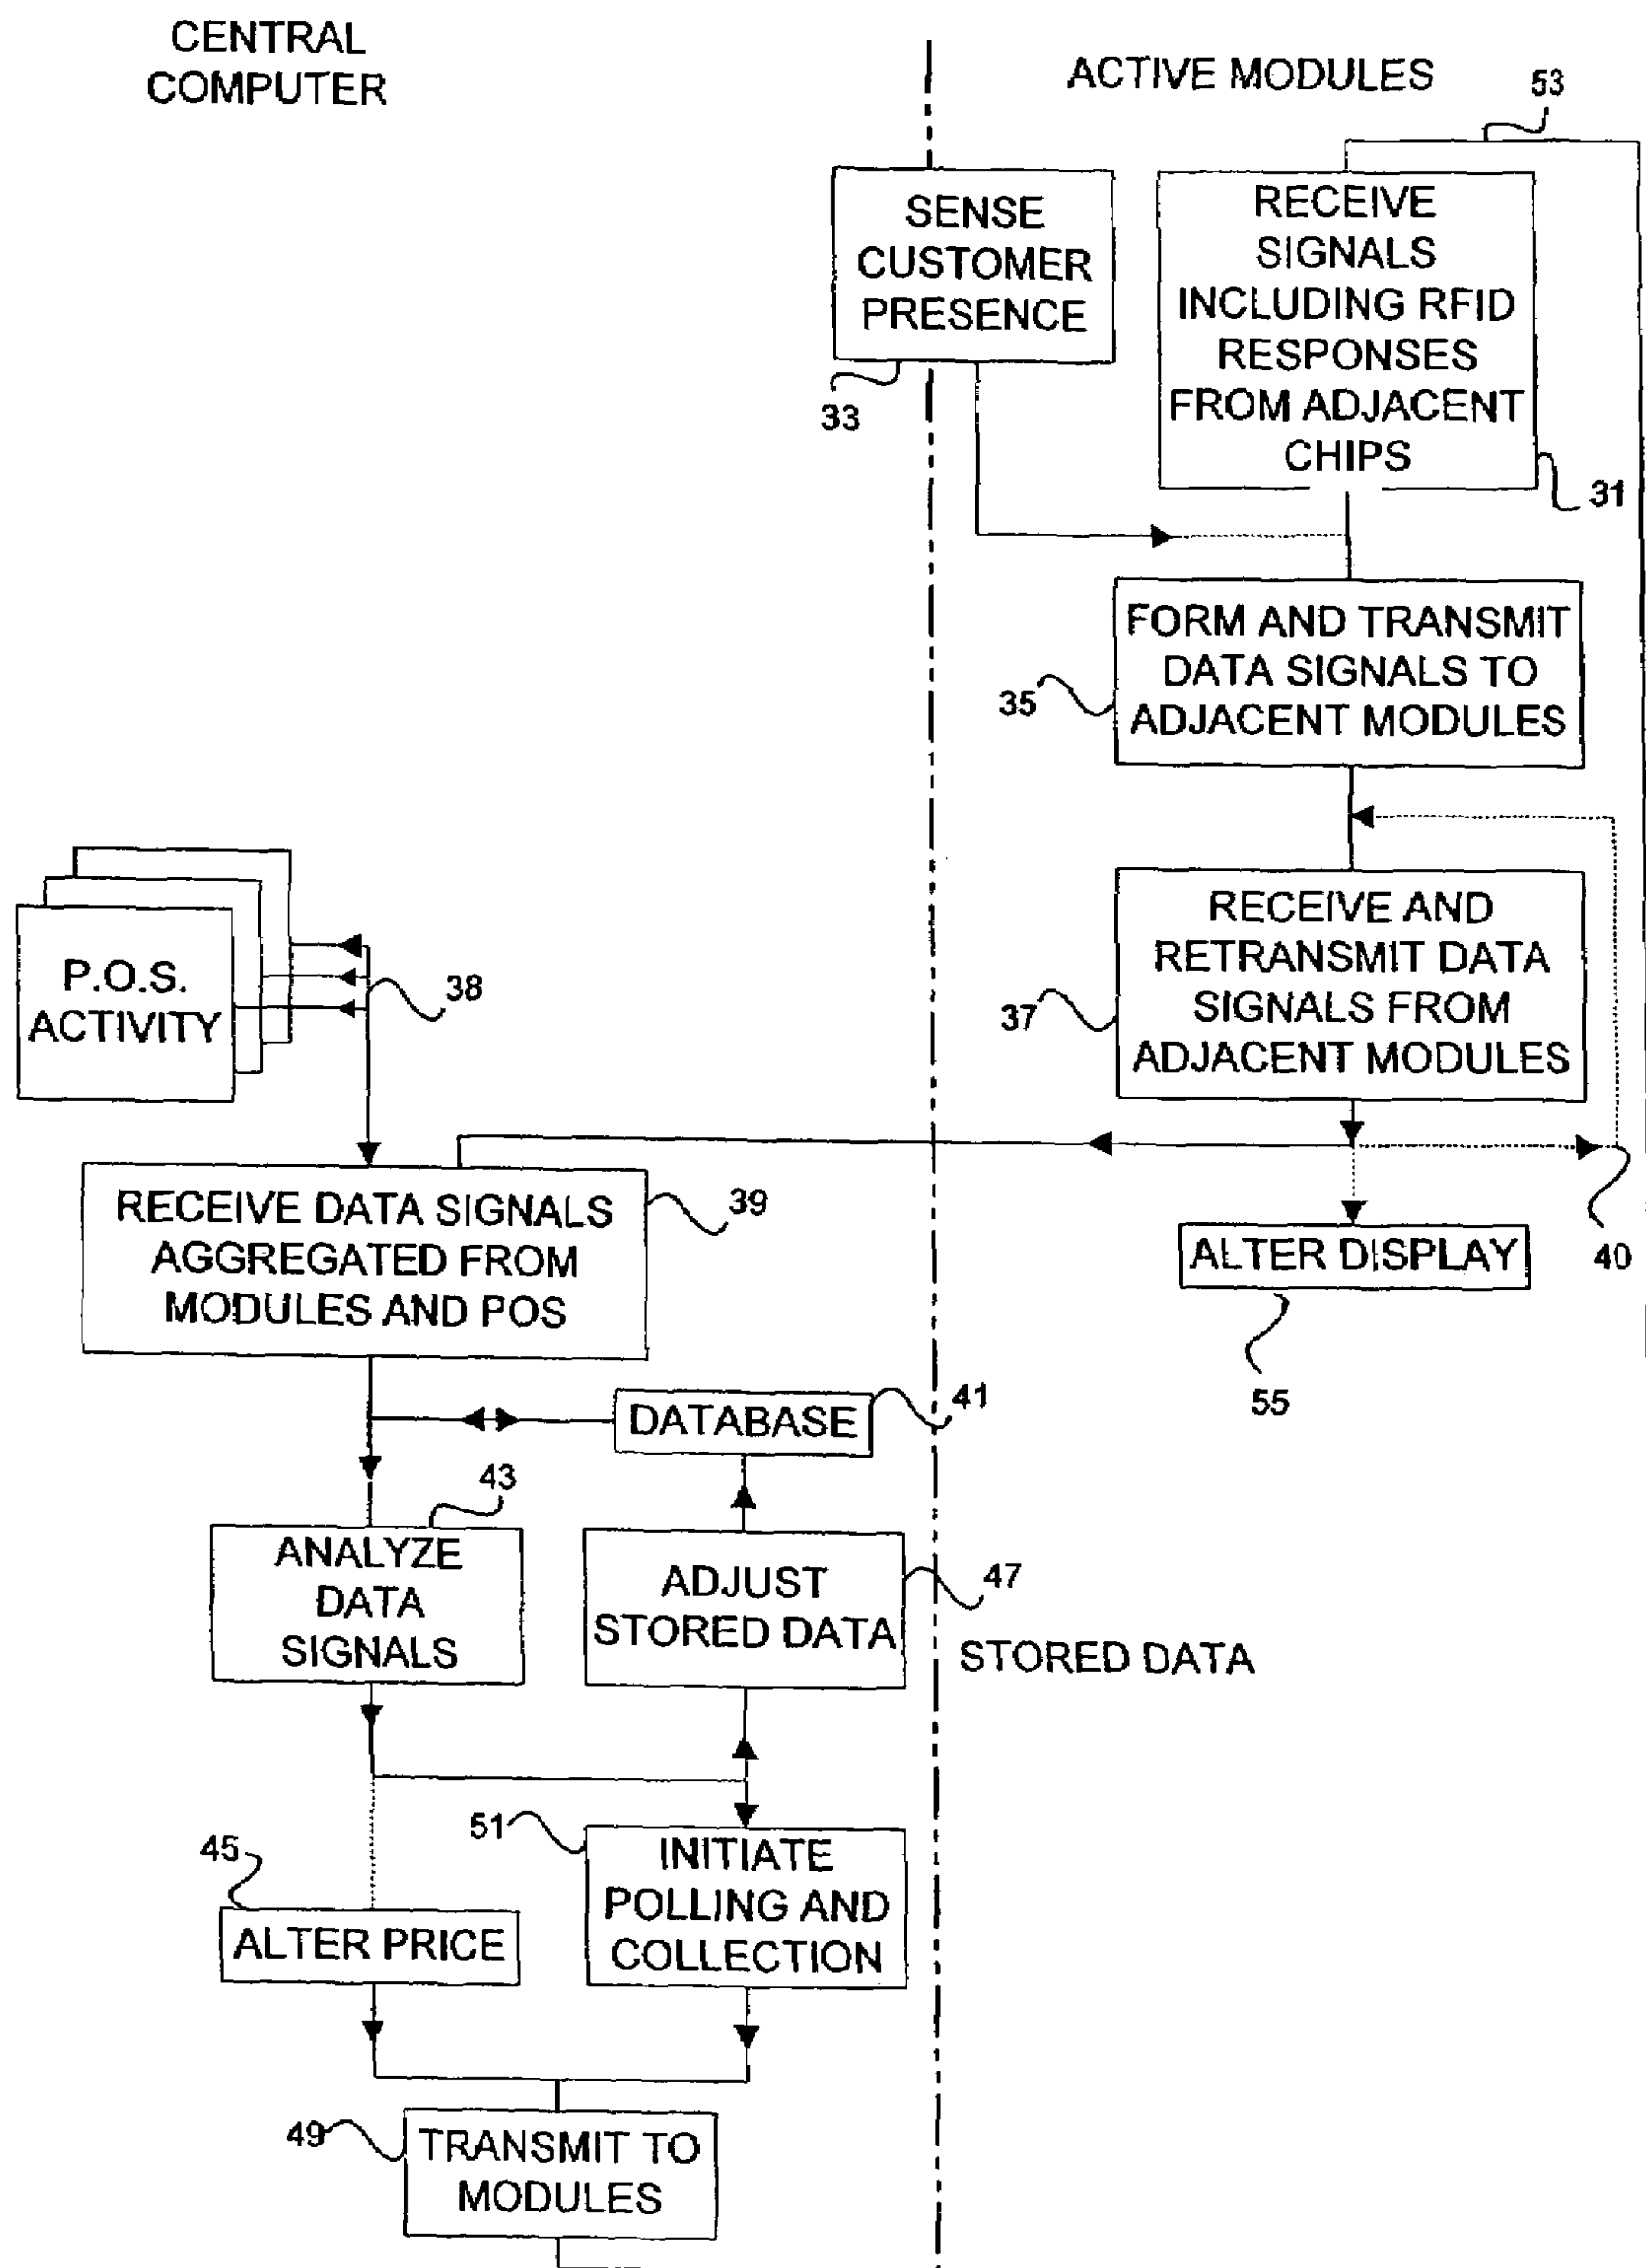 CENTRAL
COMPUTER
ACTIVE MODULES
53
SENSE
CUSTOMER
PRESENCE
33
RECEIVE
SIGNALS
INCLUDING RFID
RESPONSES
FROM ADJACENT
CHIPS
31
FORM AND TRANSMIT
DATA SIGNALS TO
ADJACENT MODULES
35
P.O.S.
ACTIVITY
38
RECEIVE AND
RETRANSMIT DATA
SIGNALS FROM
ADJACENT MODULES
37
RECEIVE DATA SIGNALS
AGGREGATED FROM
MODULES AND POS
39
ALTER DISPLAY
40
55
DATABASE
41
43
ANALYZE
DATA
SIGNALS
ADJUST
STORED DATA
47
STORED DATA
51
INITIATE
POLLING AND
COLLECTION
45
ALTER PRICE
49
TRANSMIT TO
MODULES